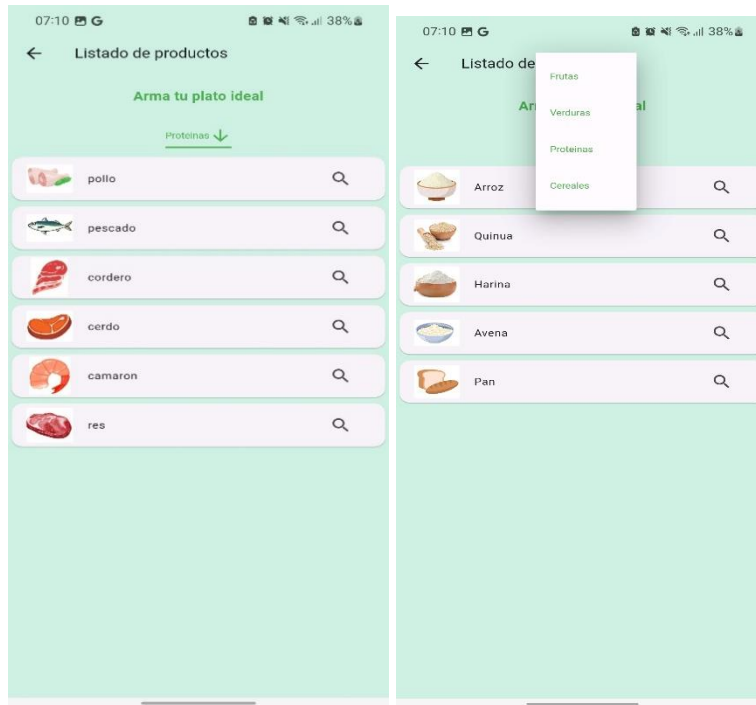 07:10 G 38%
Listado de productos
Arma tu plato ideal
Proteinas
pollo
pescado
cordero
cerdo
camaron
res
07:10 G 38%
Listado de
Ar al
Frutas
Verduras
Proteinas
Cereales
Arroz
Quinua
Harina
Avena
Pan